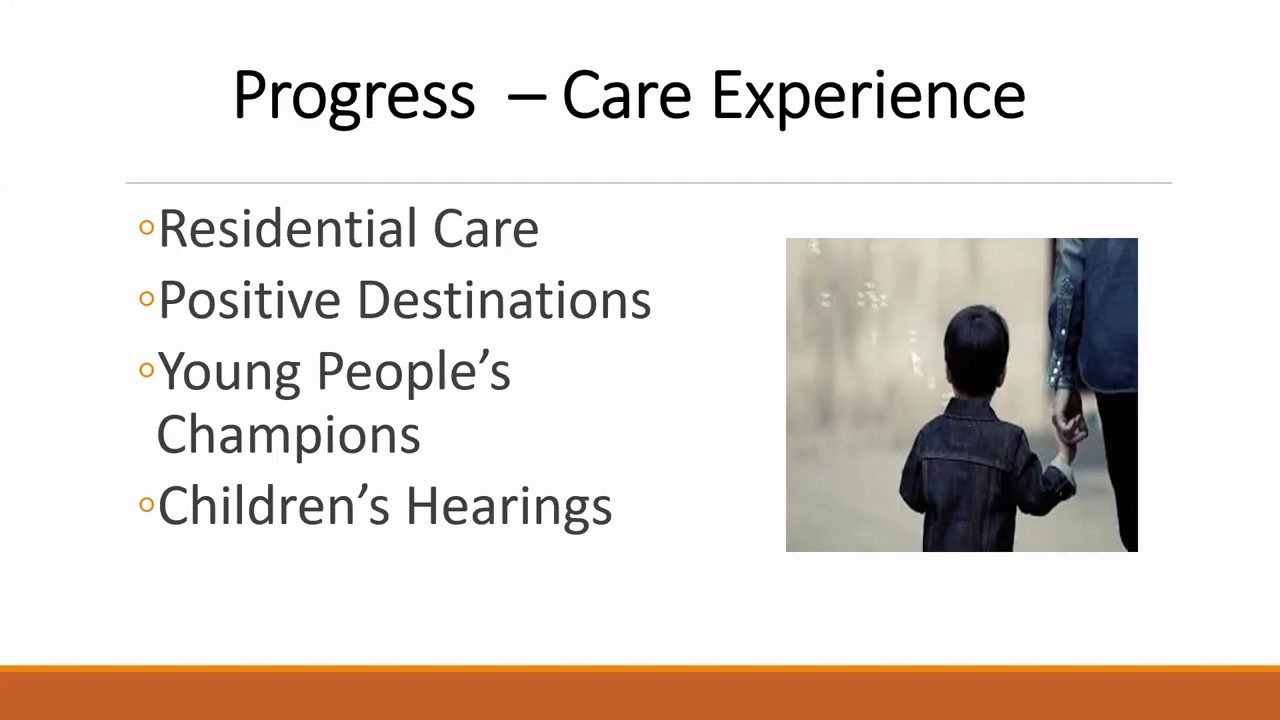 Progress – Care Experience
◦Residential Care
◦Positive Destinations
◦Young People’s
Champions
◦Children’s Hearings